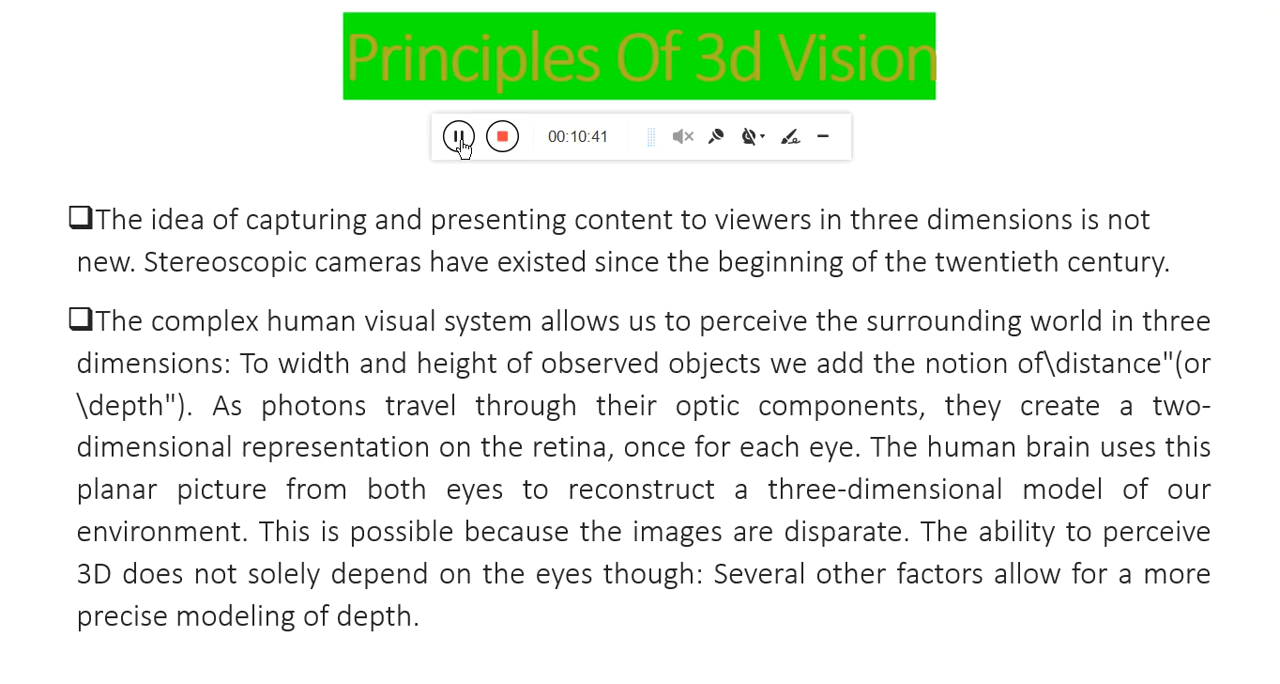 Principles Of 3d Vision
00:10:41
❑The idea of capturing and presenting content to viewers in three dimensions is not
new. Stereoscopic cameras have existed since the beginning of the twentieth century.
❑The complex human visual system allows us to perceive the surrounding world in three
dimensions: To width and height of observed objects we add the notion of\distance"(or
\depth"). As photons travel through their optic components, they create a two-
dimensional representation on the retina, once for each eye. The human brain uses this
planar picture from both eyes to reconstruct a three-dimensional model of our
environment. This is possible because the images are disparate. The ability to perceive
3D does not solely depend on the eyes though: Several other factors allow for a more
precise modeling of depth.